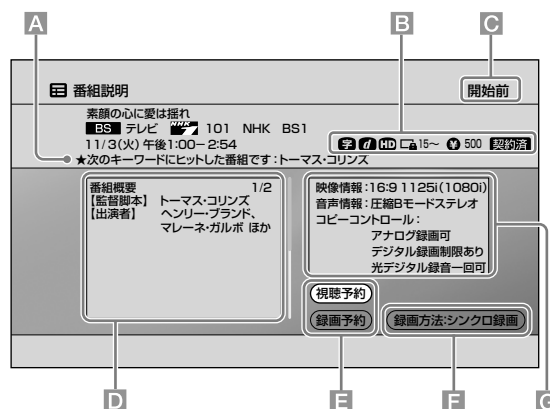 A
B
C
番組説明
開始前
素顔の心に愛は揺れ
BS テレビ NHK 101 NHK BS1
11/3(火) 午後1:00-2:54
字 d HD 15~ ¥ 500 契約済
★次のキーワードにヒットした番組です:トーマス・コリンズ
番組概要 1/2
【監督脚本】 トーマス・コリンズ
【出演者】 ヘンリー・ブランド、
マレーネ・ガルボ ほか
映像情報:16:9 1125i(1080i)
音声情報:圧縮Bモードステレオ
コピーコントロール:
アナログ録画可
デジタル録画制限あり
光デジタル録音一回可
視聴予約
録画予約
録画方法:シンクロ録画
D
E
F
G